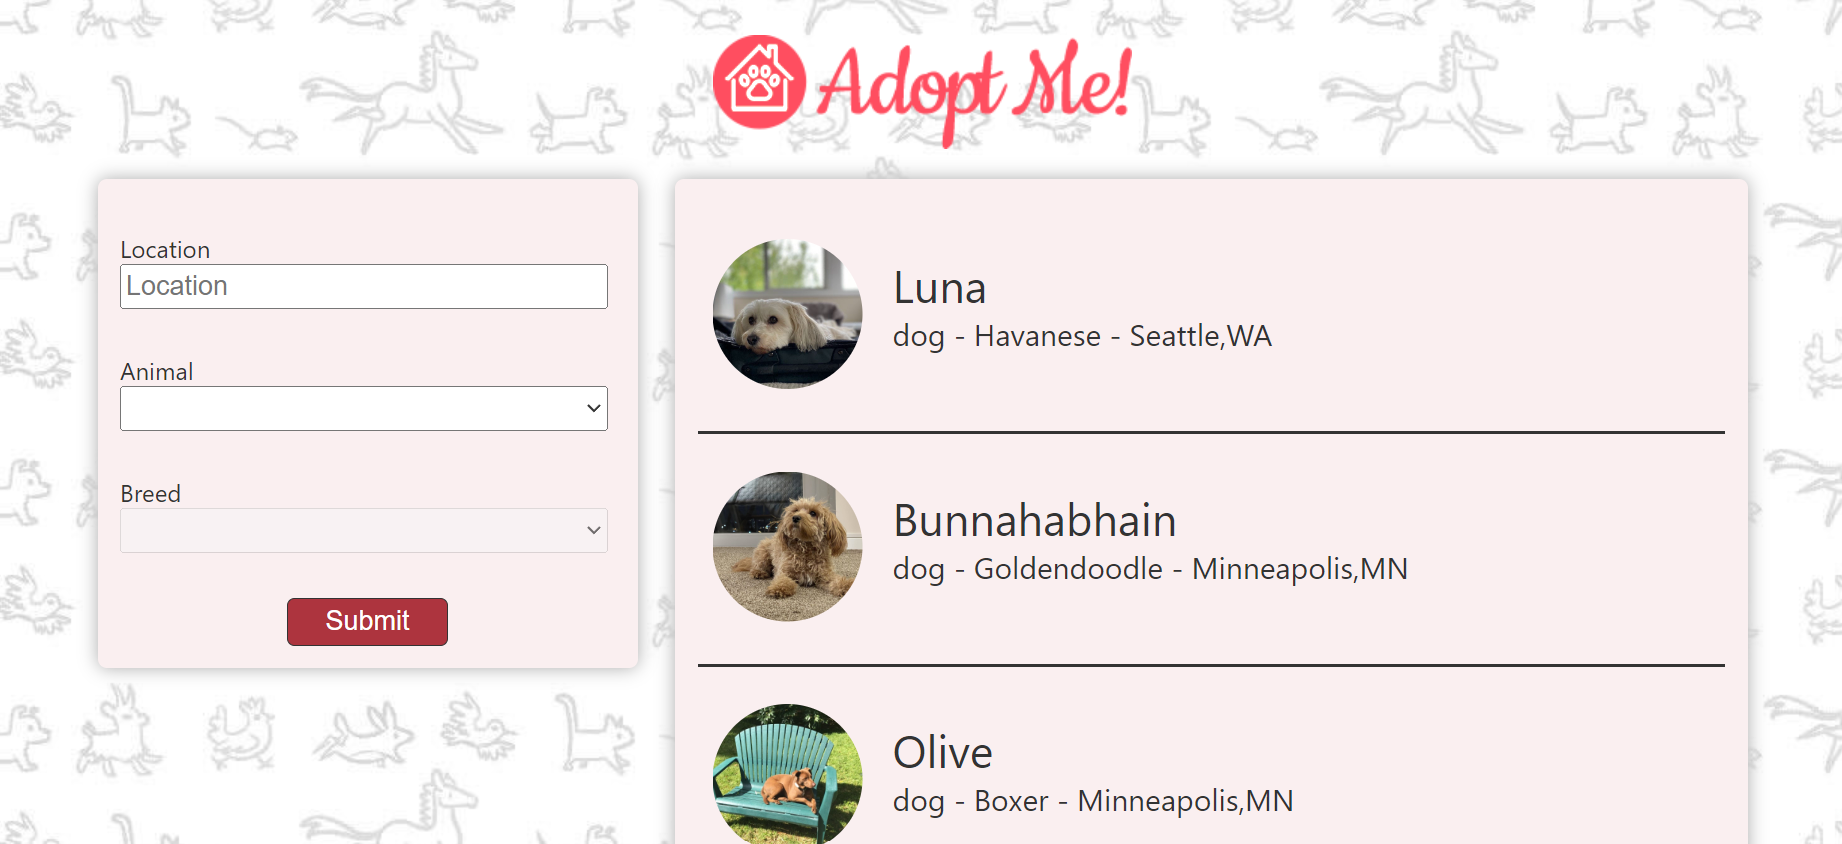 Adopt Me!
Location
Location
Animal
Breed
Submit
Luna
dog - Havanese - Seattle,WA
Bunnahabhain
dog - Goldendoodle - Minneapolis,MN
Olive
dog - Boxer - Minneapolis,MN